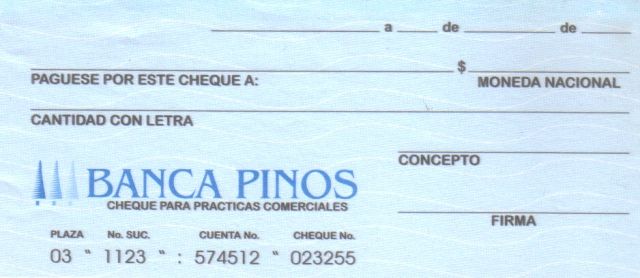 a de de
$
PAGUESE POR ESTE CHEQUE A: MONEDA NACIONAL
CANTIDAD CON LETRA
CONCEPTO
BANCA PINOS
CHEQUE PARA PRACTICAS COMERCIALES
FIRMA
PLAZA No. SUC. CUENTA No. CHEQUE No.
03 " 1123 " : 574512 " 023255